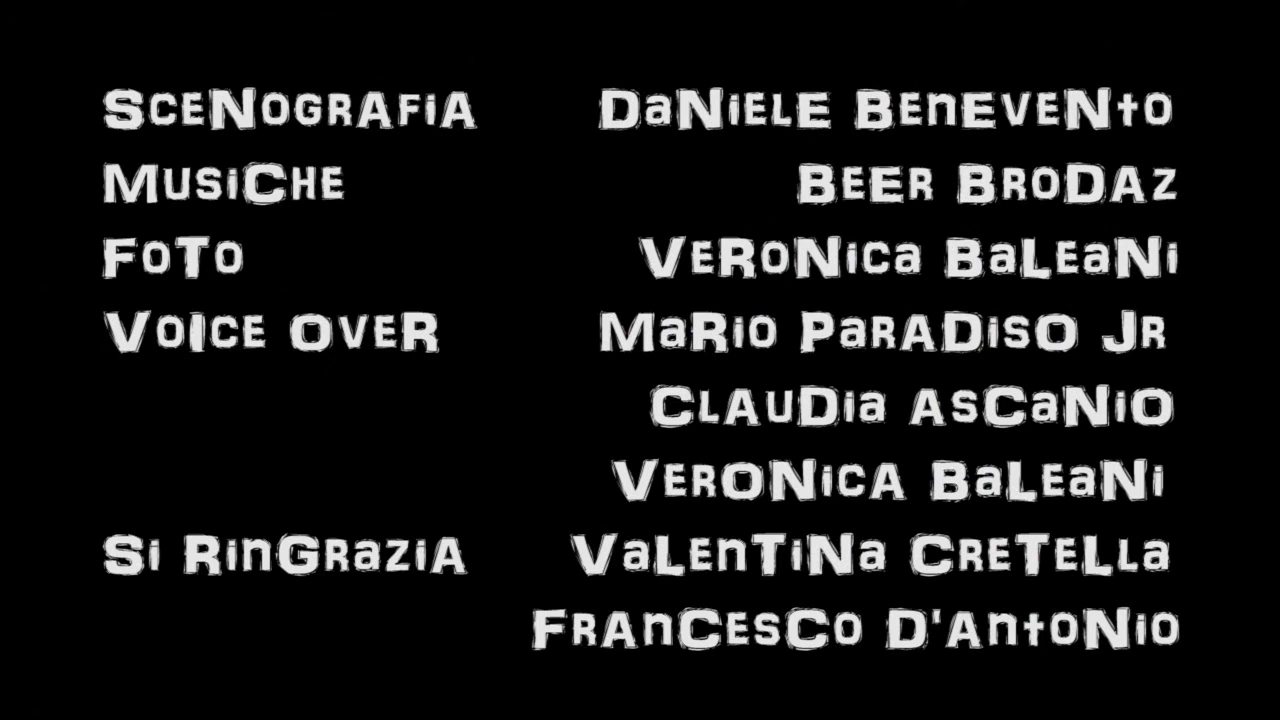 Scenografia Daniele Benevento
Musiche Beer Brodaz
Foto Veronica Baleani
Voice over Mario Paradiso Jr
Claudia Ascanio
Veronica Baleani
Si Ringrazia Valentina Cretella
Francesco D'Antonio